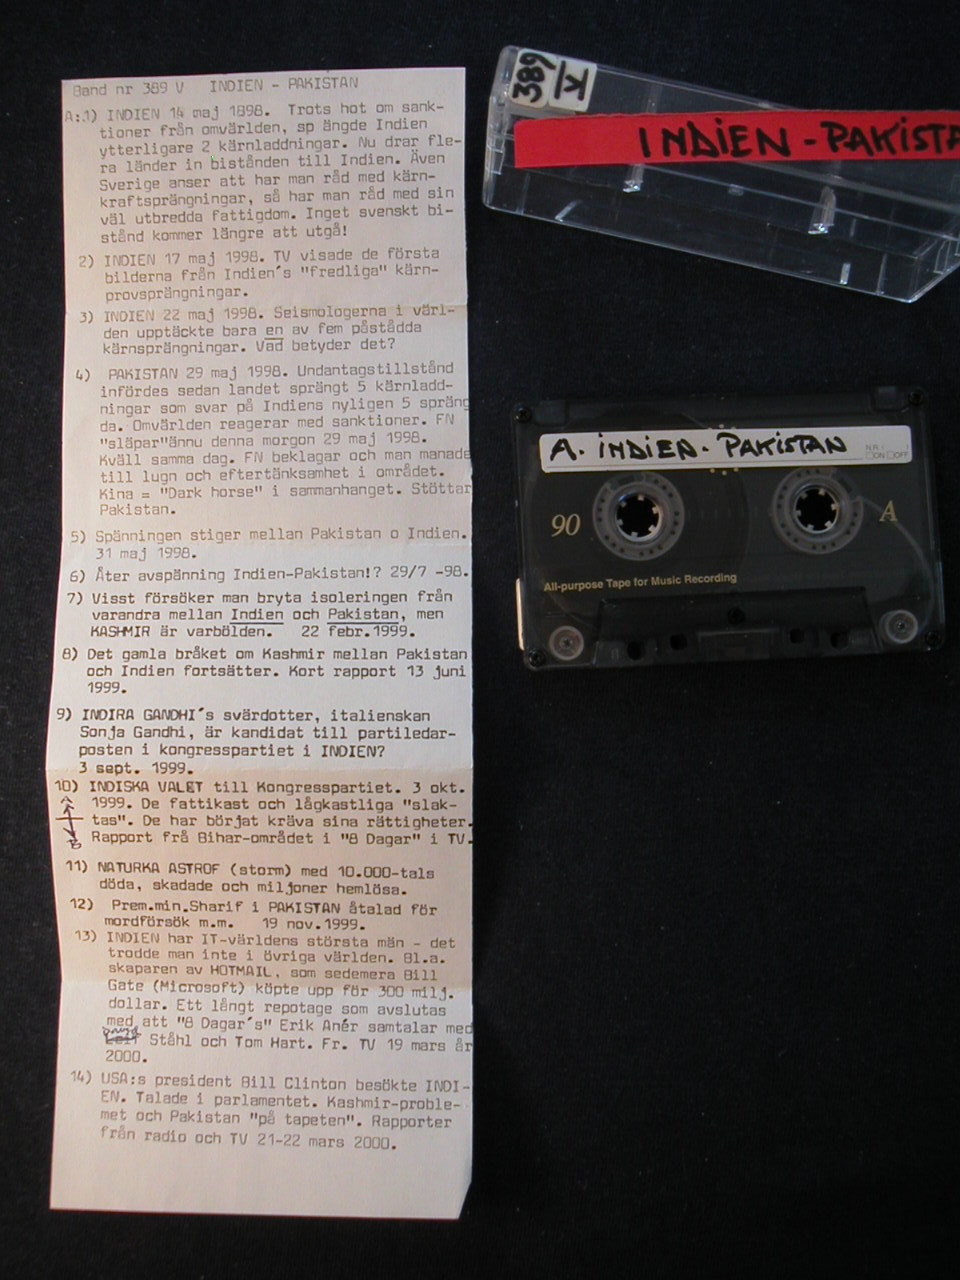 Band nr 389 V   INDIEN - PAKISTAN
A:.1) INDIEN 14 maj 1898.  Trots hot om sank-
tioner från omvärlden, sp ängde Indien
ytterligare 2 kärnladdningar. Nu drar fle-
ra länder in bistånden till Indien. Även
Sverige anser att har man råd med kärn-
kraftsprängningar, så har man råd med sin
väl utbredda fattigdom. Inget svenskt bi-
stånd kommer längre att utgå!
2) INDIEN 17 maj 1998. TV visade de första
bilderna från Indien's "fredliga" kärn-
provsprängningar.
3) INDIEN 22 maj 1998. Seismologerna i värl-
den upptäckte bara en av fem påstådda
kärnsprängningar. Vad betyder det?
4)  PAKISTAN 29 maj 1998. Undantagstillstånd
infördes sedan landet sprängt 5 kärnladd-
ningar som svar på Indiens nyligen 5 spräng
da. Omvärlden reagerar med sanktioner. FN
"släpar"ännu denna morgon 29 maj 1998.
Kväll samma dag. FN beklagar och man manade
till lugn och eftertänksamhet i området.
Kina = "Dark horse" i sammanhanget. Stöttar
Pakistan.
5) Spänningen stiger mellan Pakistan o Indien.
31 maj 1998.
6) Åter avspänning Indien-Pakistan!? 29/7 -98.
7) Visst försöker man bryta isoleringen från
varandra mellan Indien och Pakistan, men
KASHMIR är varbölden.   22 febr.1999.
8) Det gamla bråket om Kashmir mellan Pakistan
och Indien fortsätter. Kort rapport 13 juni
1999.
9) INDIRA GANDHI's svärdotter, italienskan
Sonja Gandhi, är kandidat till partiledar-
posten i kongresspartiet i INDIEN?
3 sept. 1999.
10) INDISKA VALET till Kongresspartiet. 3 okt.
A 1999. De fattikast och lågkastliga "slak-
tas". De har börjat kräva sina rättigheter.
B Rapport frå Bihar-området i "8 Dagar" i TV.
11) NATURKA ASTROF (storm) med 10.000-tals
döda, skadade och miljoner hemlösa.
12)  Prem.min.Sharif i PAKISTAN åtalad för
mordförsök m.m.   19 nov.1999.
13) INDIEN har IT-världens största män - det
trodde man inte i övriga världen. Bl.a.
skaparen av HOTMAIL, som sedemera Bill
Gate (Microsoft) köpte upp för 300 milj.
dollar. Ett långt repotage som avslutas
med att "8 Dagar's" Erik Anér samtalar med
Ståhl och Tom Hart. Fr. TV 19 mars år
2000.
14) USA:s president Bill Clinton besökte INDI-
EN. Talade i parlamentet. Kashmir-proble-
met och Pakistan "på tapeten". Rapporter
från radio och TV 21-22 mars 2000.
389 V
INDIEN - PAKISTA
A. INDIEN - PAKISTAN
N.R.
ON OFF
90
A
All-purpose Tape for Music Recording